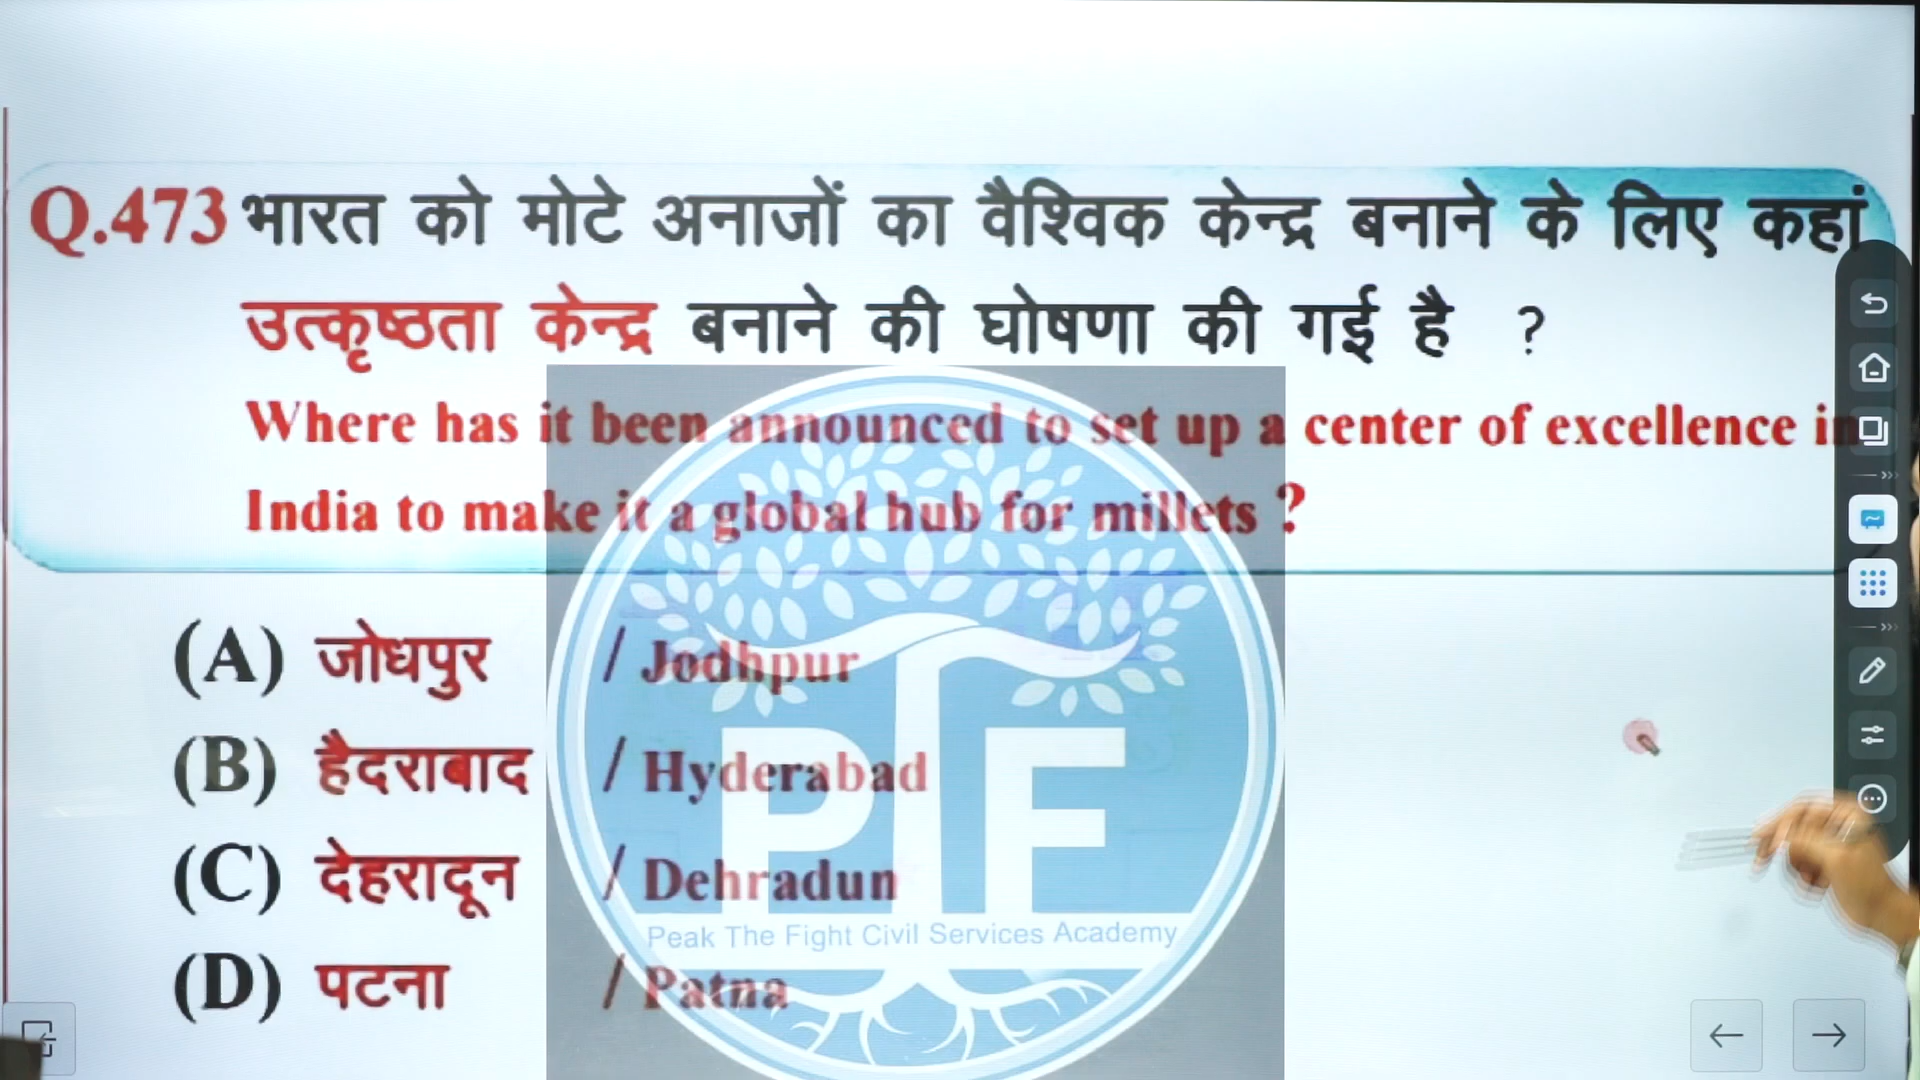 Q.473 भारत को मोटे अनाजों का वैश्विक केन्द्र बनाने के लिए कहां
उत्कृष्ठता केन्द्र बनाने की घोषणा की गई है ?
Where has it been announced to set up a center of excellence in
India to make it a global hub for millets ?
(A) जोधपुर / Jodhpur
(B) हैदराबाद / Hyderabad
(C) देहरादून / Dehradun
(D) पटना / Patna
PTF
Peak The Fight Civil Services Academy